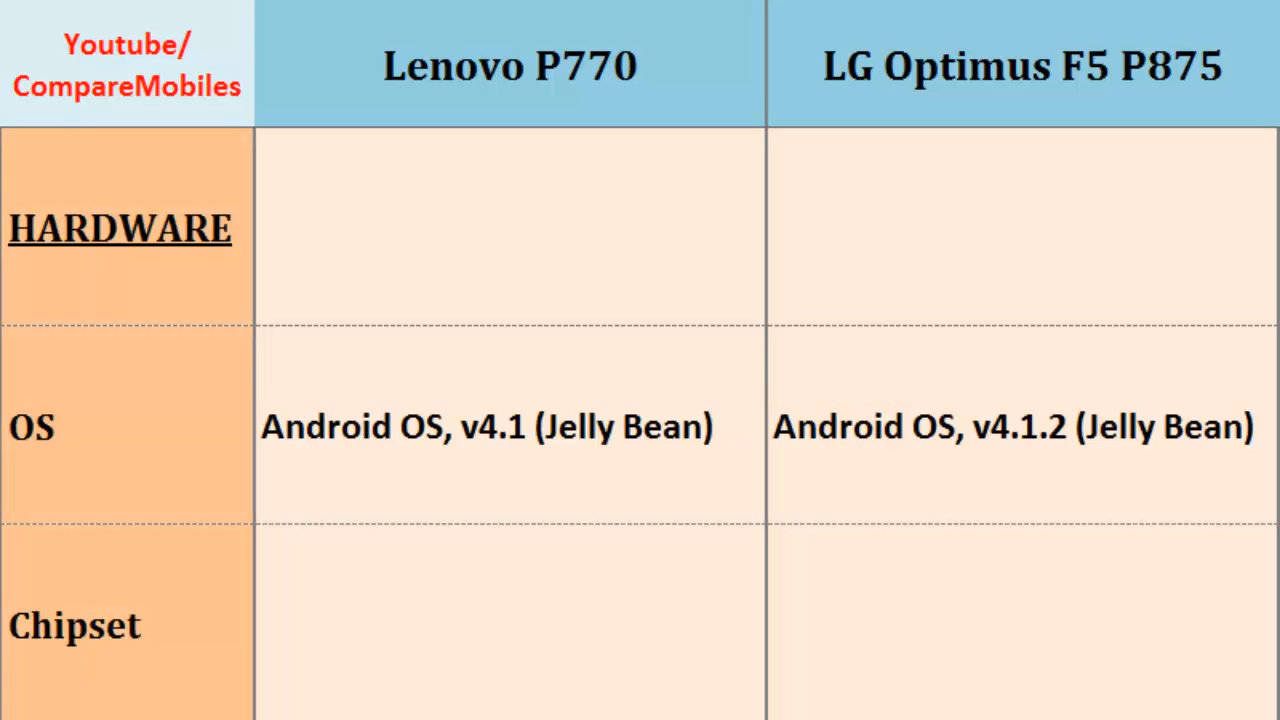 Youtube/
CompareMobiles
Lenovo P770
LG Optimus F5 P875
HARDWARE
OS
Android OS, v4.1 (Jelly Bean)
Android OS, v4.1.2 (Jelly Bean)
Chipset